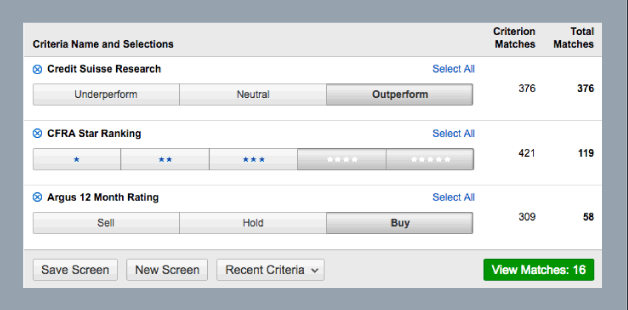 Criteria Name and Selections Criterion Matches Total Matches
Credit Suisse Research Select All
Underperform Neutral Outperform 376 376
CFRA Star Ranking Select All
★ ★★ ★★★ ★★★★ ★★★★★ 421 119
Argus 12 Month Rating Select All
Sell Hold Buy 309 58
Save Screen New Screen Recent Criteria View Matches: 16